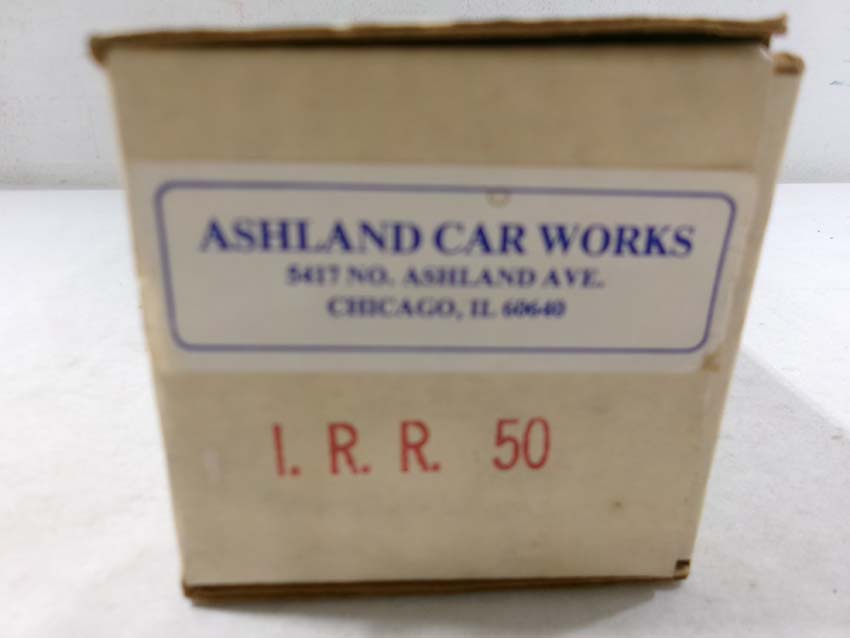 ASHLAND CAR WORKS
5417 NO. ASHLAND AVE.
CHICAGO, IL 60640
I. R. R. 50